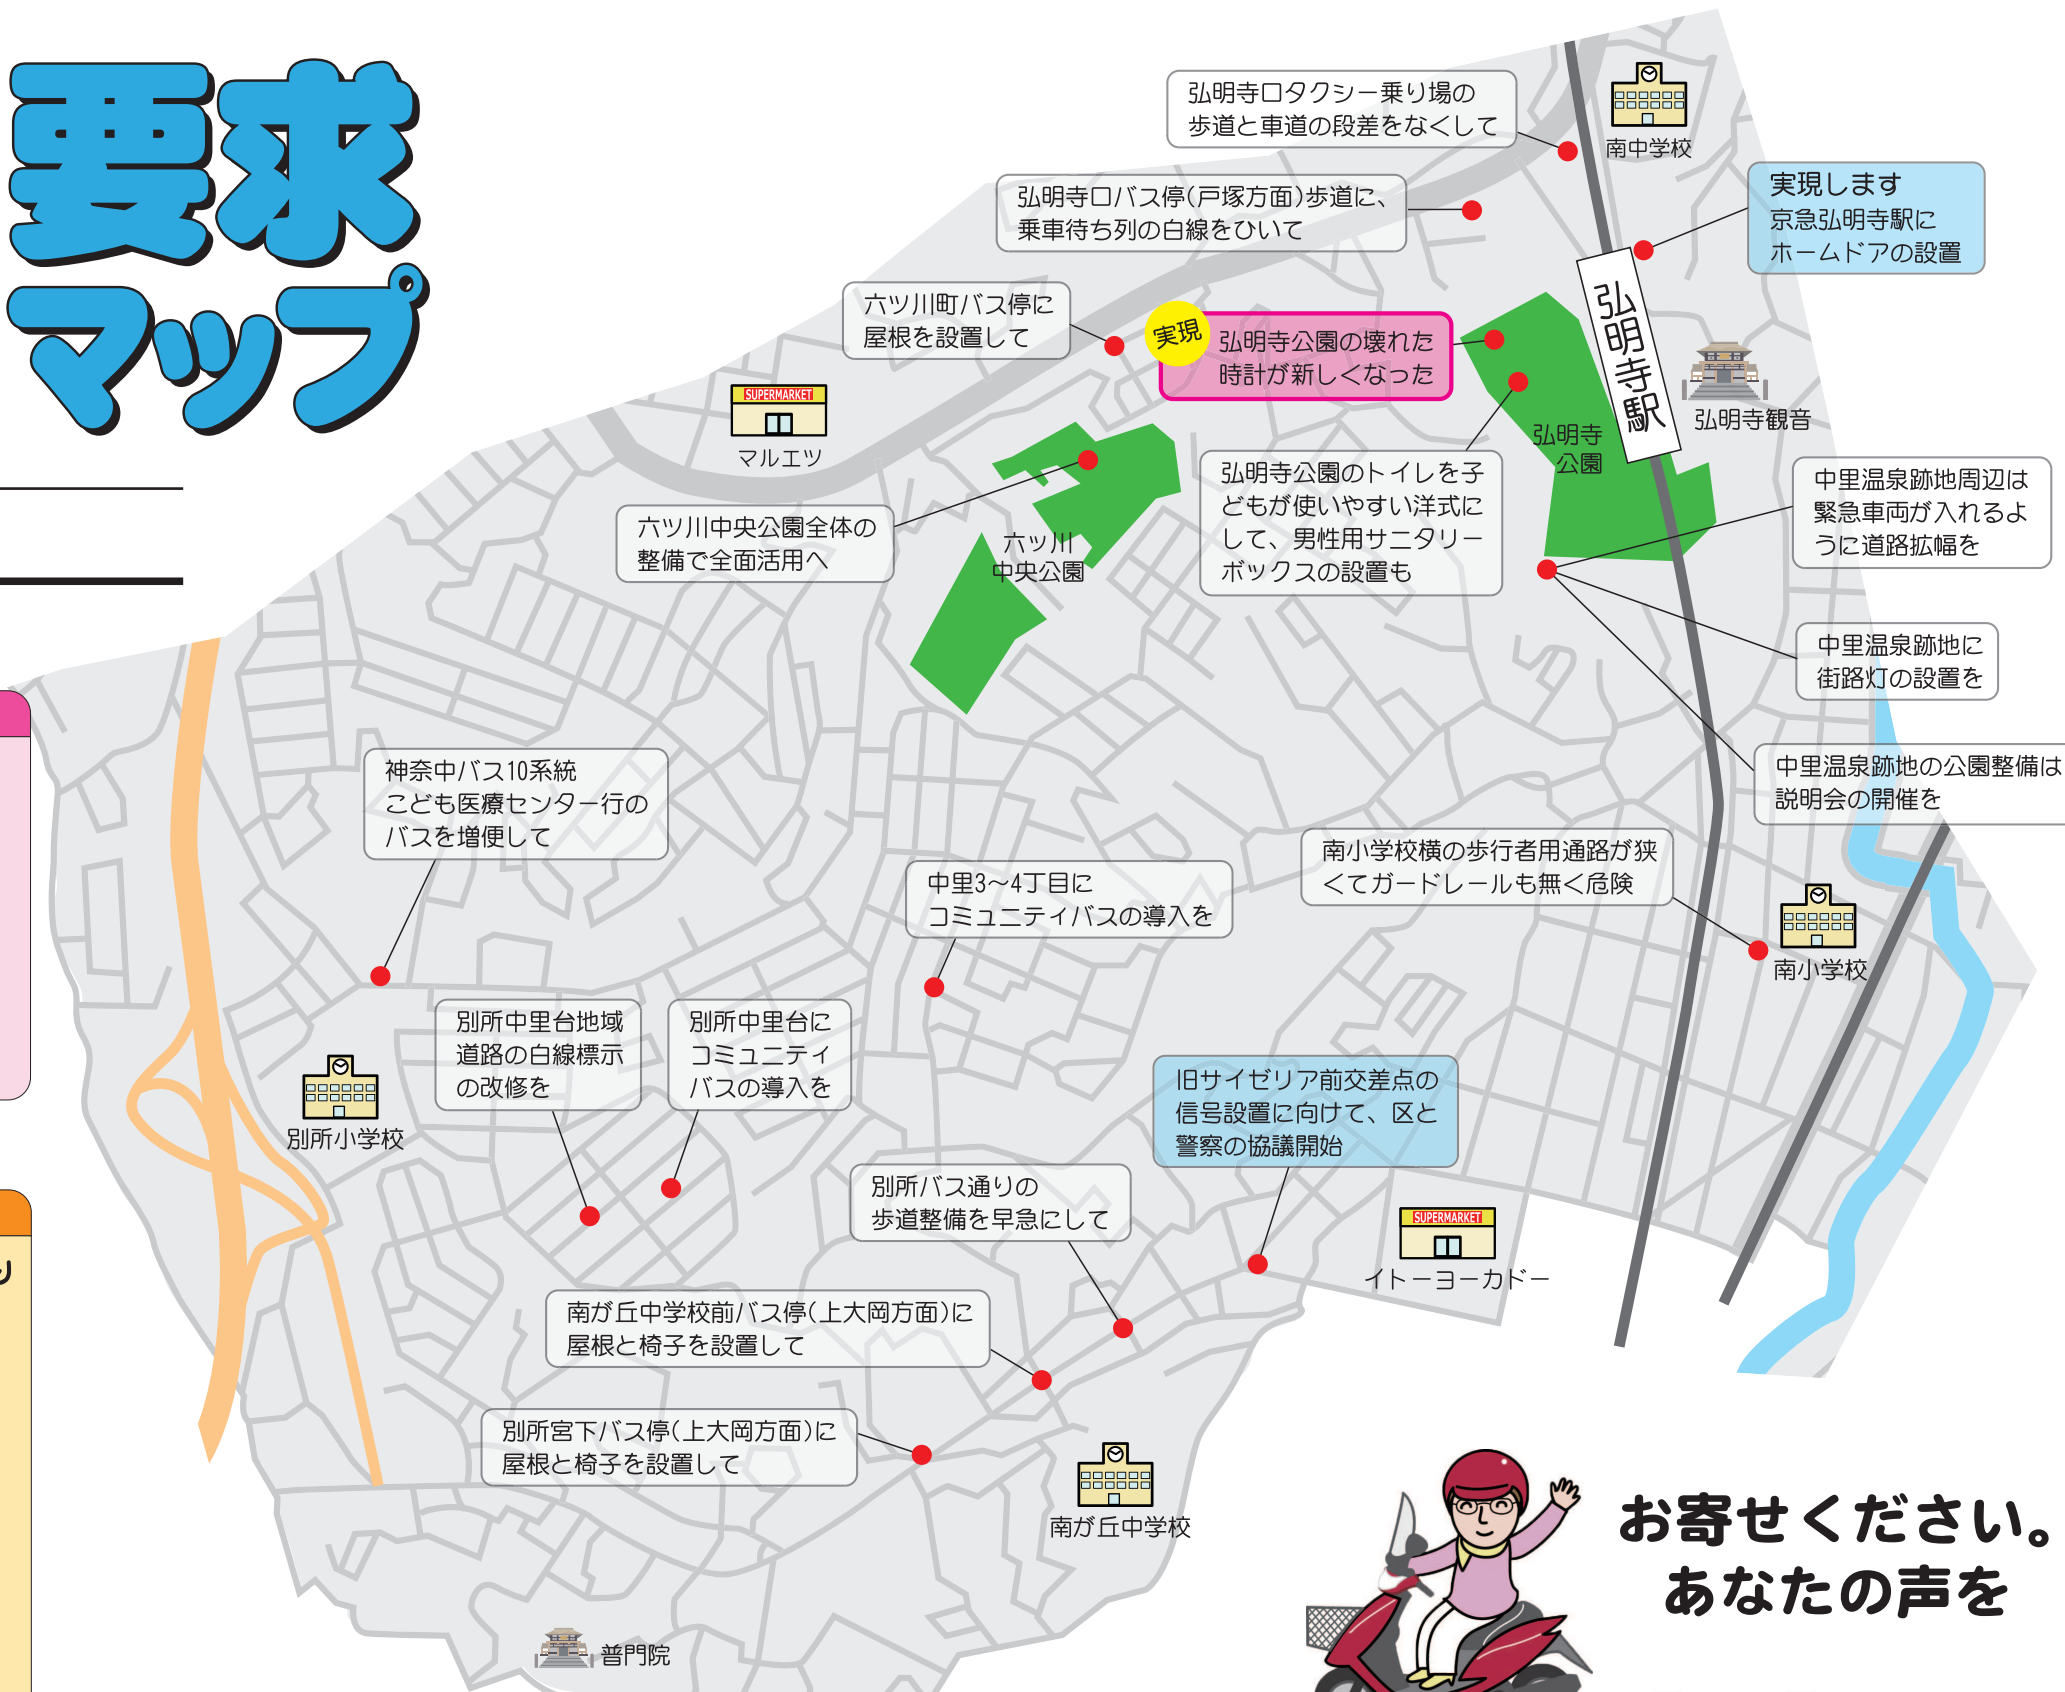 要求
マップ
弘明寺口タクシー乗り場の
歩道と車道の段差をなくして
南中学校
弘明寺口バス停(戸塚方面)歩道に、
乗車待ち列の白線をひいて
実現します
京急弘明寺駅に
ホームドアの設置
六ツ川町バス停に
屋根を設置して
実現
弘明寺公園の壊れた
時計が新しくなった
弘明寺駅
弘明寺観音
SUPERMARKET
マルエツ
弘明寺
公園
六ツ川中央公園全体の
整備で全面活用へ
六ッ川
中央公園
弘明寺公園のトイレを子
どもが使いやすい洋式に
して、男性用サニタリー
ボックスの設置も
中里温泉跡地周辺は
緊急車両が入れるよ
うに道路拡幅を
中里温泉跡地に
街路灯の設置を
中里温泉跡地の公園整備は
説明会の開催を
神奈中バス10系統
こども医療センター行の
バスを増便して
中里3〜4丁目に
コミュニティバスの導入を
南小学校横の歩行者用通路が狭
くてガードレールも無く危険
南小学校
別所中里台地域
道路の白線標示
の改修を
別所中里台に
コミュニティ
バスの導入を
別所小学校
旧サイゼリア前交差点の
信号設置に向けて、区と
警察の協議開始
別所バス通りの
歩道整備を早急にして
SUPERMARKET
イトーヨーカドー
南が丘中学校前バス停(上大岡方面)に
屋根と椅子を設置して
別所宮下バス停(上大岡方面)に
屋根と椅子を設置して
南が丘中学校
普門院
お寄せください。
あなたの声を